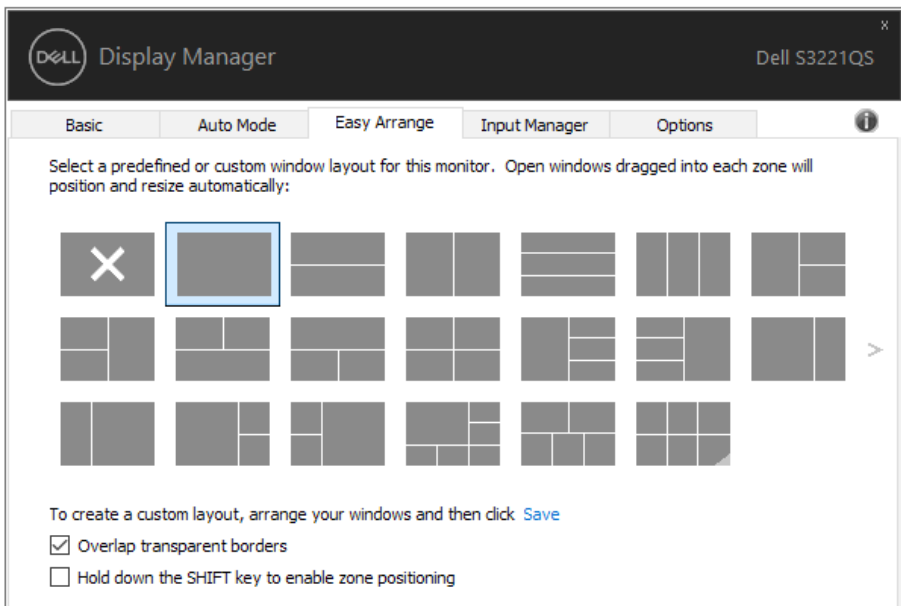 x
DELL Display Manager
Dell S3221QS
Basic
Auto Mode
Easy Arrange
Input Manager
Options
i
Select a predefined or custom window layout for this monitor. Open windows dragged into each zone will
position and resize automatically:
>
To create a custom layout, arrange your windows and then click Save
Overlap transparent borders
Hold down the SHIFT key to enable zone positioning